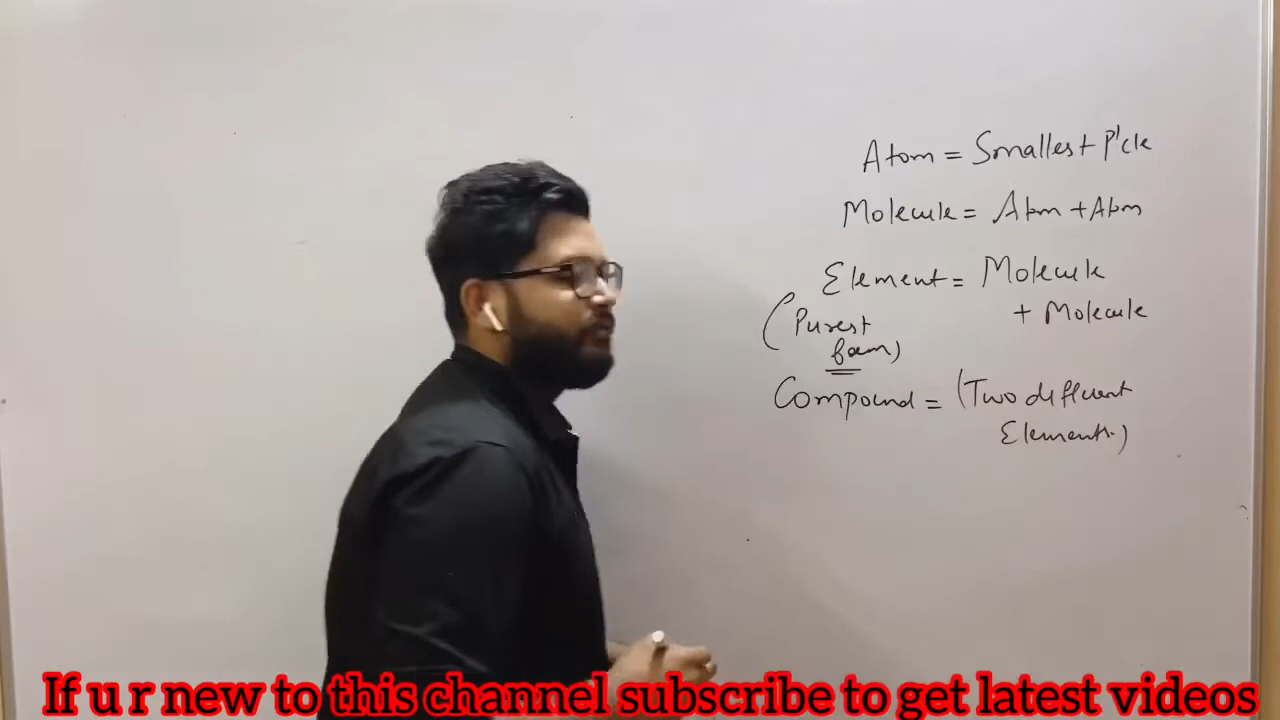 Atom = Smallest p'cle
Molecule = Atom + Atom
Element = Molecule
+ Molecule
(Purest
form)
Compound = (Two different
Elements.)
If u r new to this channel subscribe to get latest videos